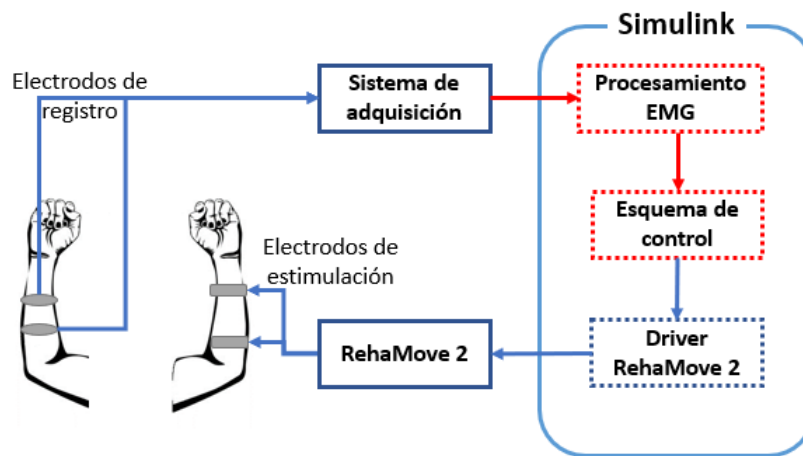 Simulink
Electrodos de
registro
Sistema de
adquisición
Procesamiento
EMG
Esquema de
control
Electrodos de
estimulación
RehaMove 2
Driver
RehaMove 2